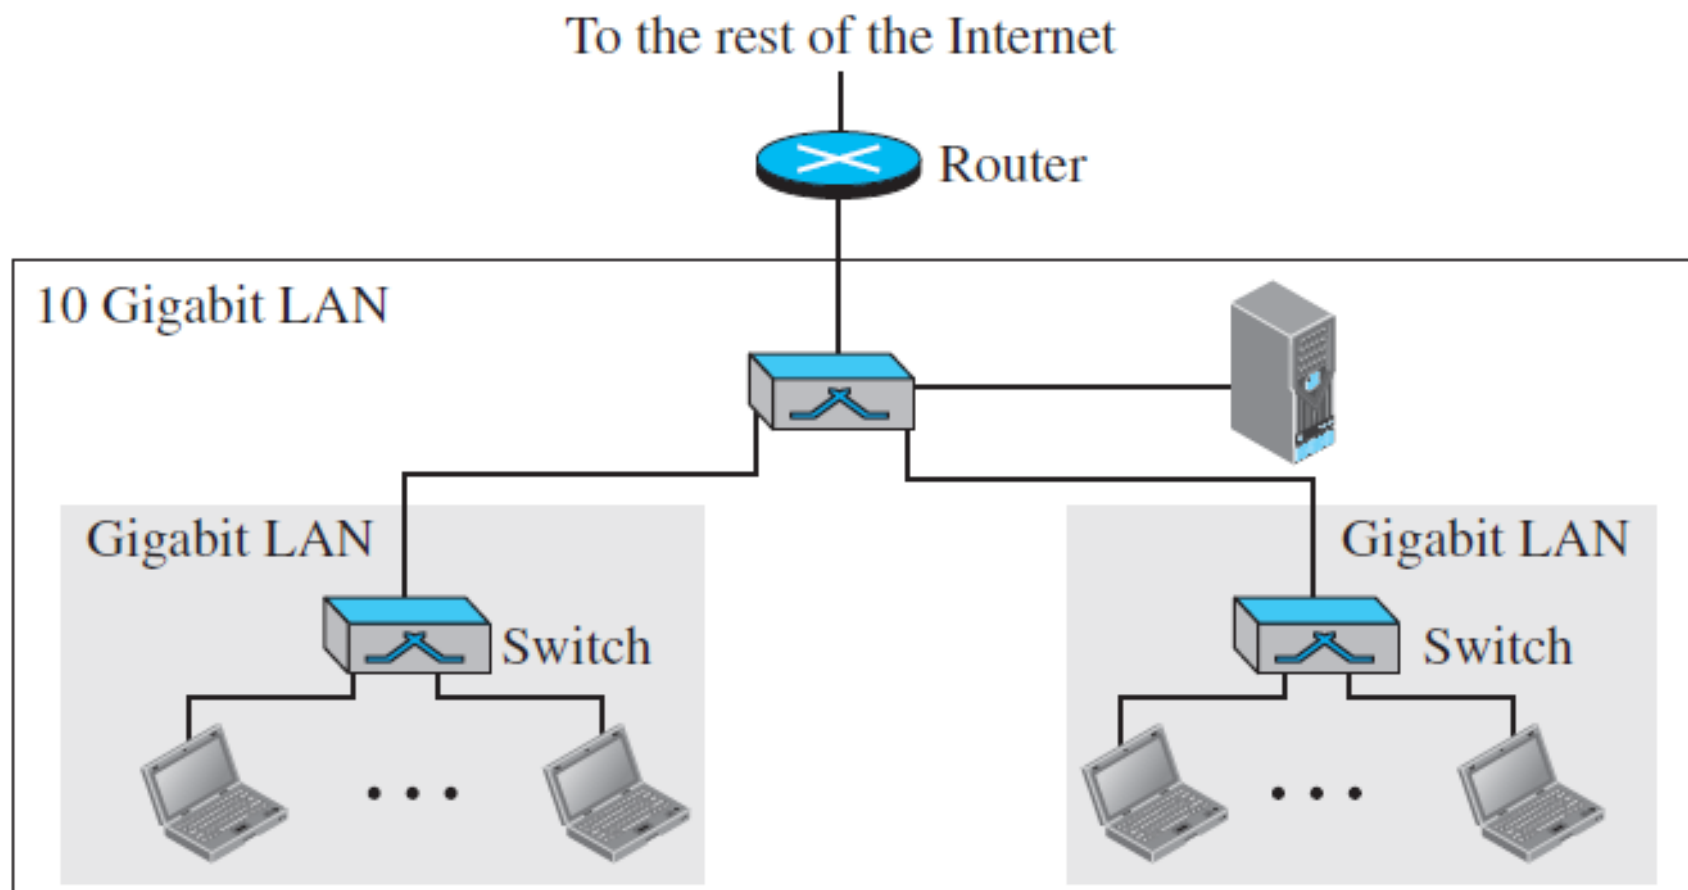 To the rest of the Internet
Router
10 Gigabit LAN
Gigabit LAN
Gigabit LAN
Switch
Switch